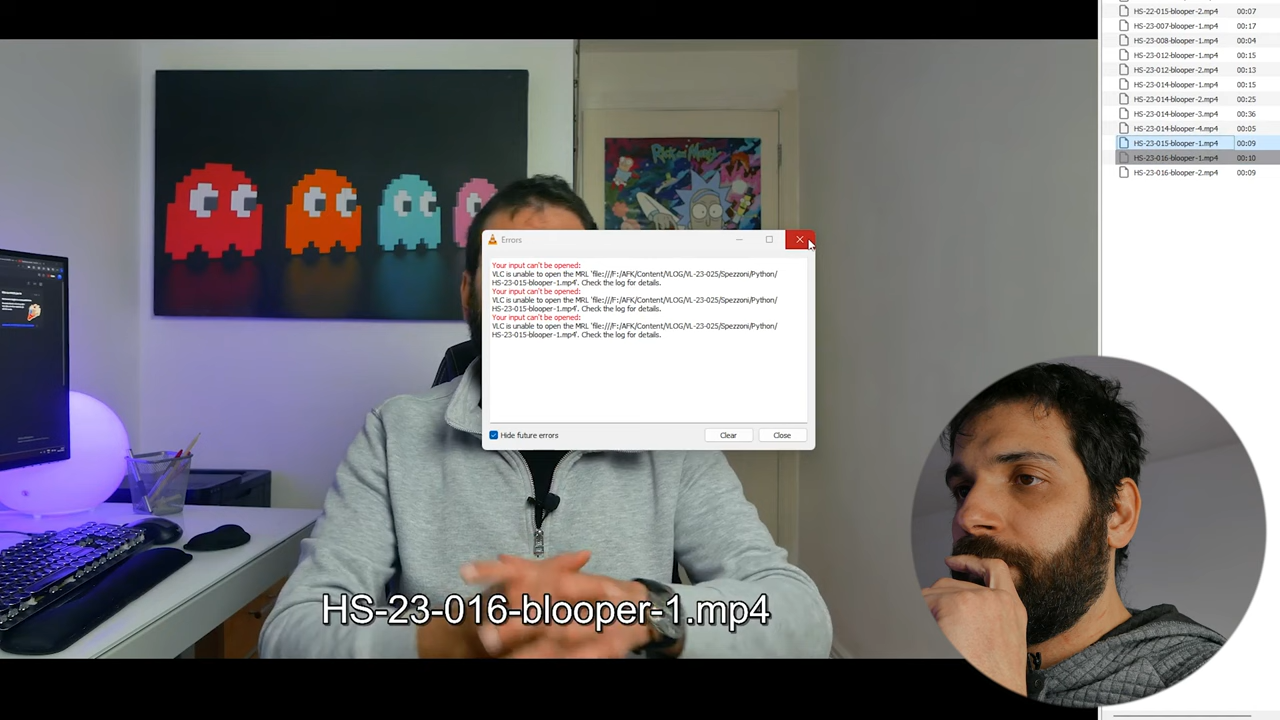 HS-22-015-blooper-2.mp4 00:07
HS-23-007-blooper-1.mp4 00:17
HS-23-008-blooper-1.mp4 00:04
HS-23-012-blooper-1.mp4 00:15
HS-23-012-blooper-2.mp4 00:13
HS-23-014-blooper-1.mp4 00:15
HS-23-014-blooper-2.mp4 00:25
HS-23-014-blooper-3.mp4 00:36
HS-23-014-blooper-4.mp4 00:05
HS-23-015-blooper-1.mp4 00:09
HS-23-016-blooper-1.mp4 00:10
HS-23-016-blooper-2.mp4 00:09
Rick and Morty
Errors
Your input can't be opened:
VLC is unable to open the MRL 'file:///F:/AFK/Content/VLOG/VL-23-025/Spezzoni/Python/
HS-23-015-blooper-1.mp4'. Check the log for details.
Your input can't be opened:
VLC is unable to open the MRL 'file:///F:/AFK/Content/VLOG/VL-23-025/Spezzoni/Python/
HS-23-015-blooper-1.mp4'. Check the log for details.
Your input can't be opened:
VLC is unable to open the MRL 'file:///F:/AFK/Content/VLOG/VL-23-025/Spezzoni/Python/
HS-23-015-blooper-1.mp4'. Check the log for details.
Hide future errors
Clear
Close
HS-23-016-blooper-1.mp4